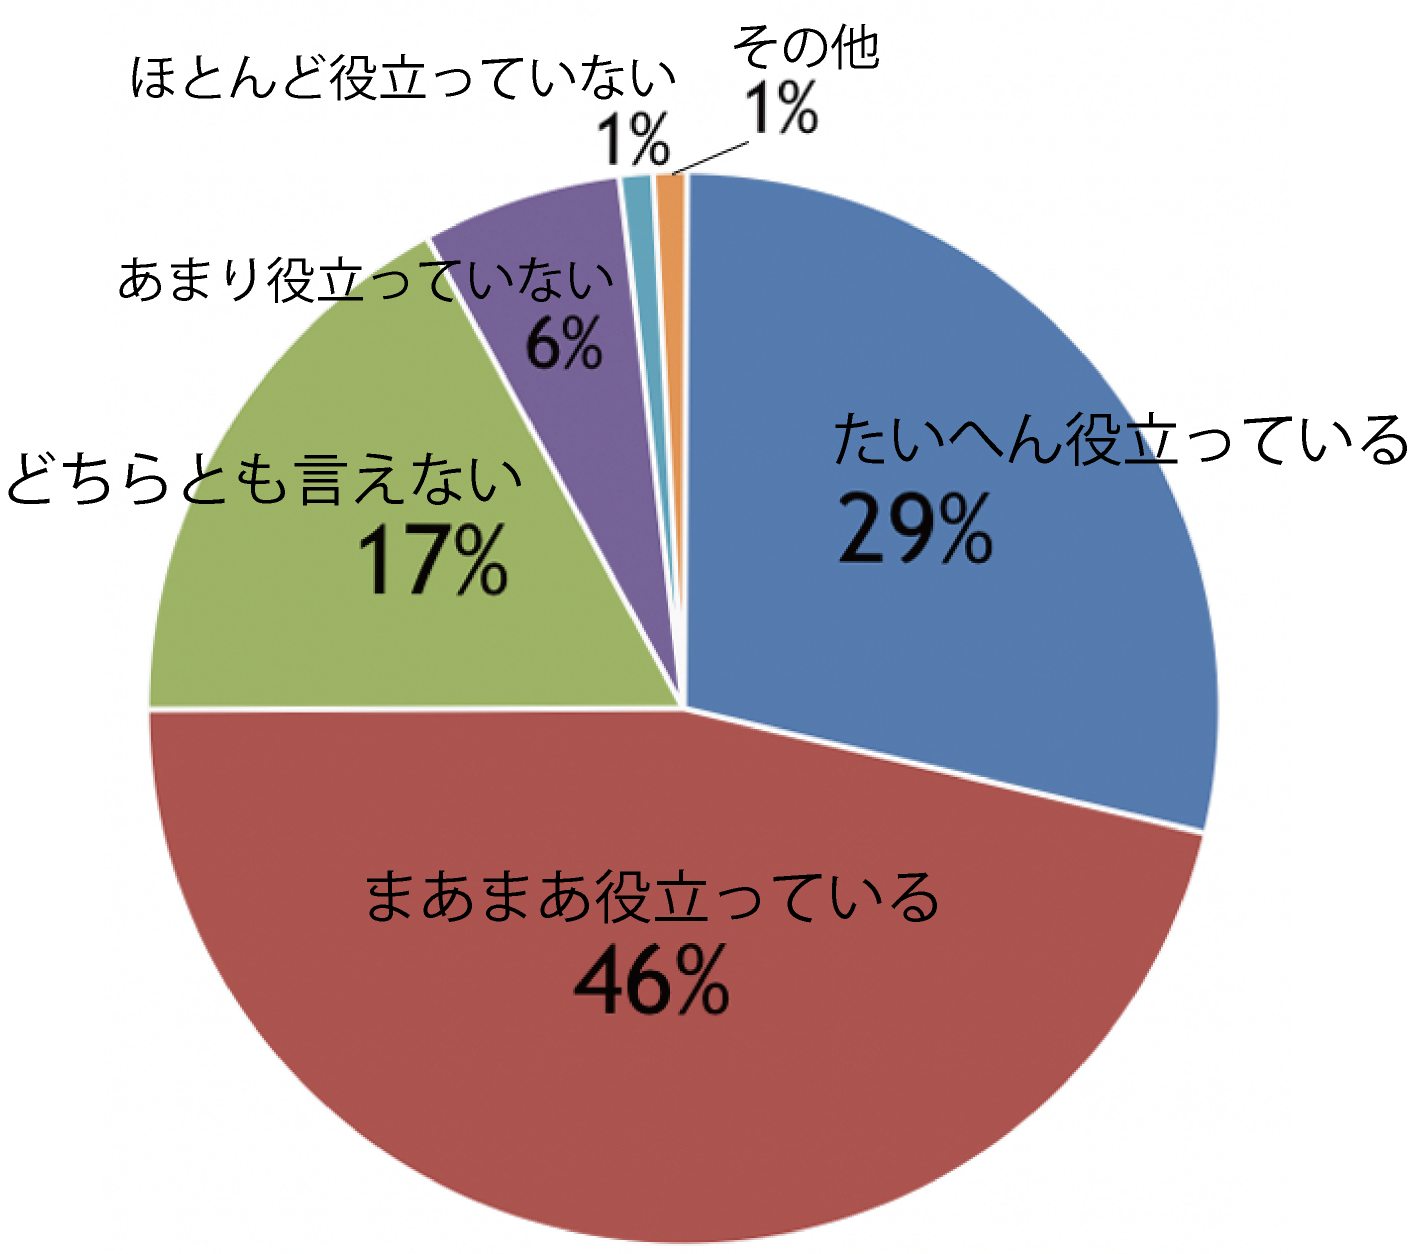 その他
1%
ほとんど役立っていない
1%
あまり役立っていない
6%
たいへん役立っている
29%
どちらとも言えない
17%
まあまあ役立っている
46%